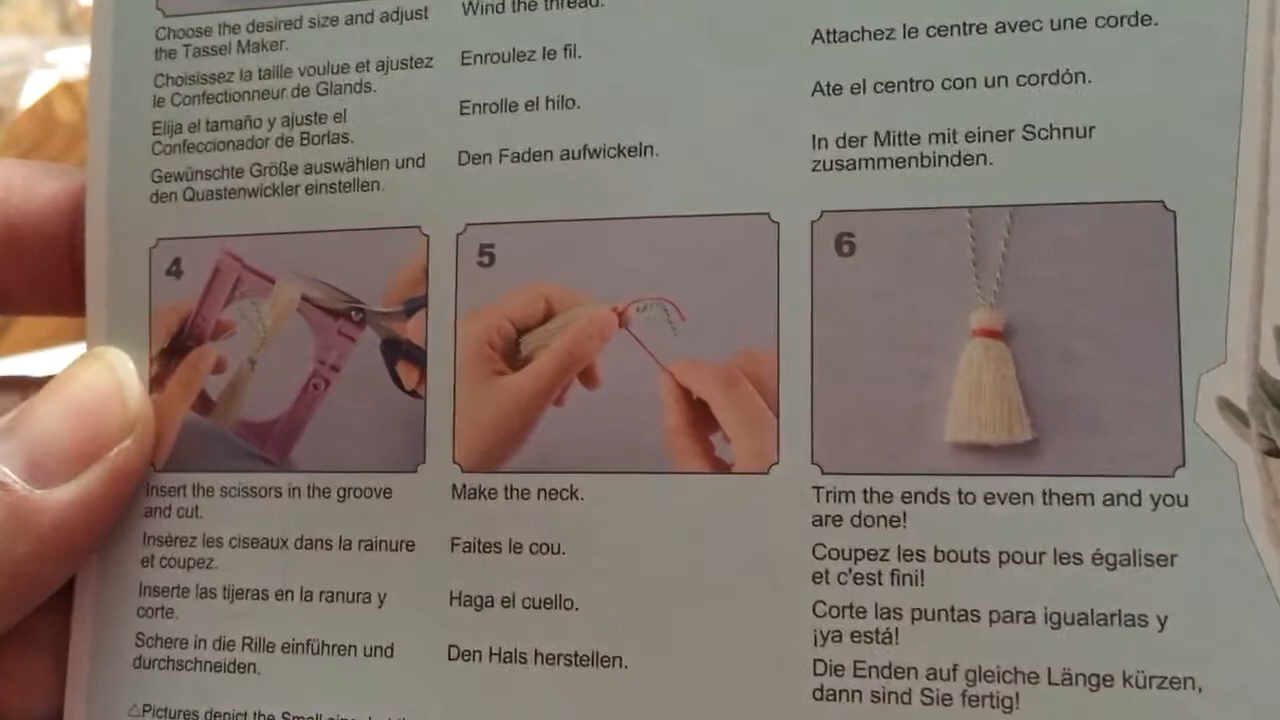 Choose the desired size and adjust
the Tassel Maker.
Choisissez la taille voulue et ajustez
le Confectionneur de Glands.
Elija el tamaño y ajuste el
Confeccionador de Borlas.
Gewünschte Größe auswählen und
den Quastenwickler einstellen.
Wind the thread.
Enroulez le fil.
Enrolle el hilo.
Den Faden aufwickeln.
Attachez le centre avec une corde.
Ate el centro con un cordón.
In der Mitte mit einer Schnur
zusammenbinden.
4
Insert the scissors in the groove
and cut.
Insérez les ciseaux dans la rainure
et coupez.
Inserte las tijeras en la ranura y
corte.
Schere in die Rille einführen und
durchschneiden.
5
Make the neck.
Faites le cou.
Haga el cuello.
Den Hals herstellen.
6
Trim the ends to even them and you
are done!
Coupez les bouts pour les égaliser
et c'est fini!
Corte las puntas para igualarlas y
¡ya está!
Die Enden auf gleiche Länge kürzen,
dann sind Sie fertig!
△Pictures depict the Small